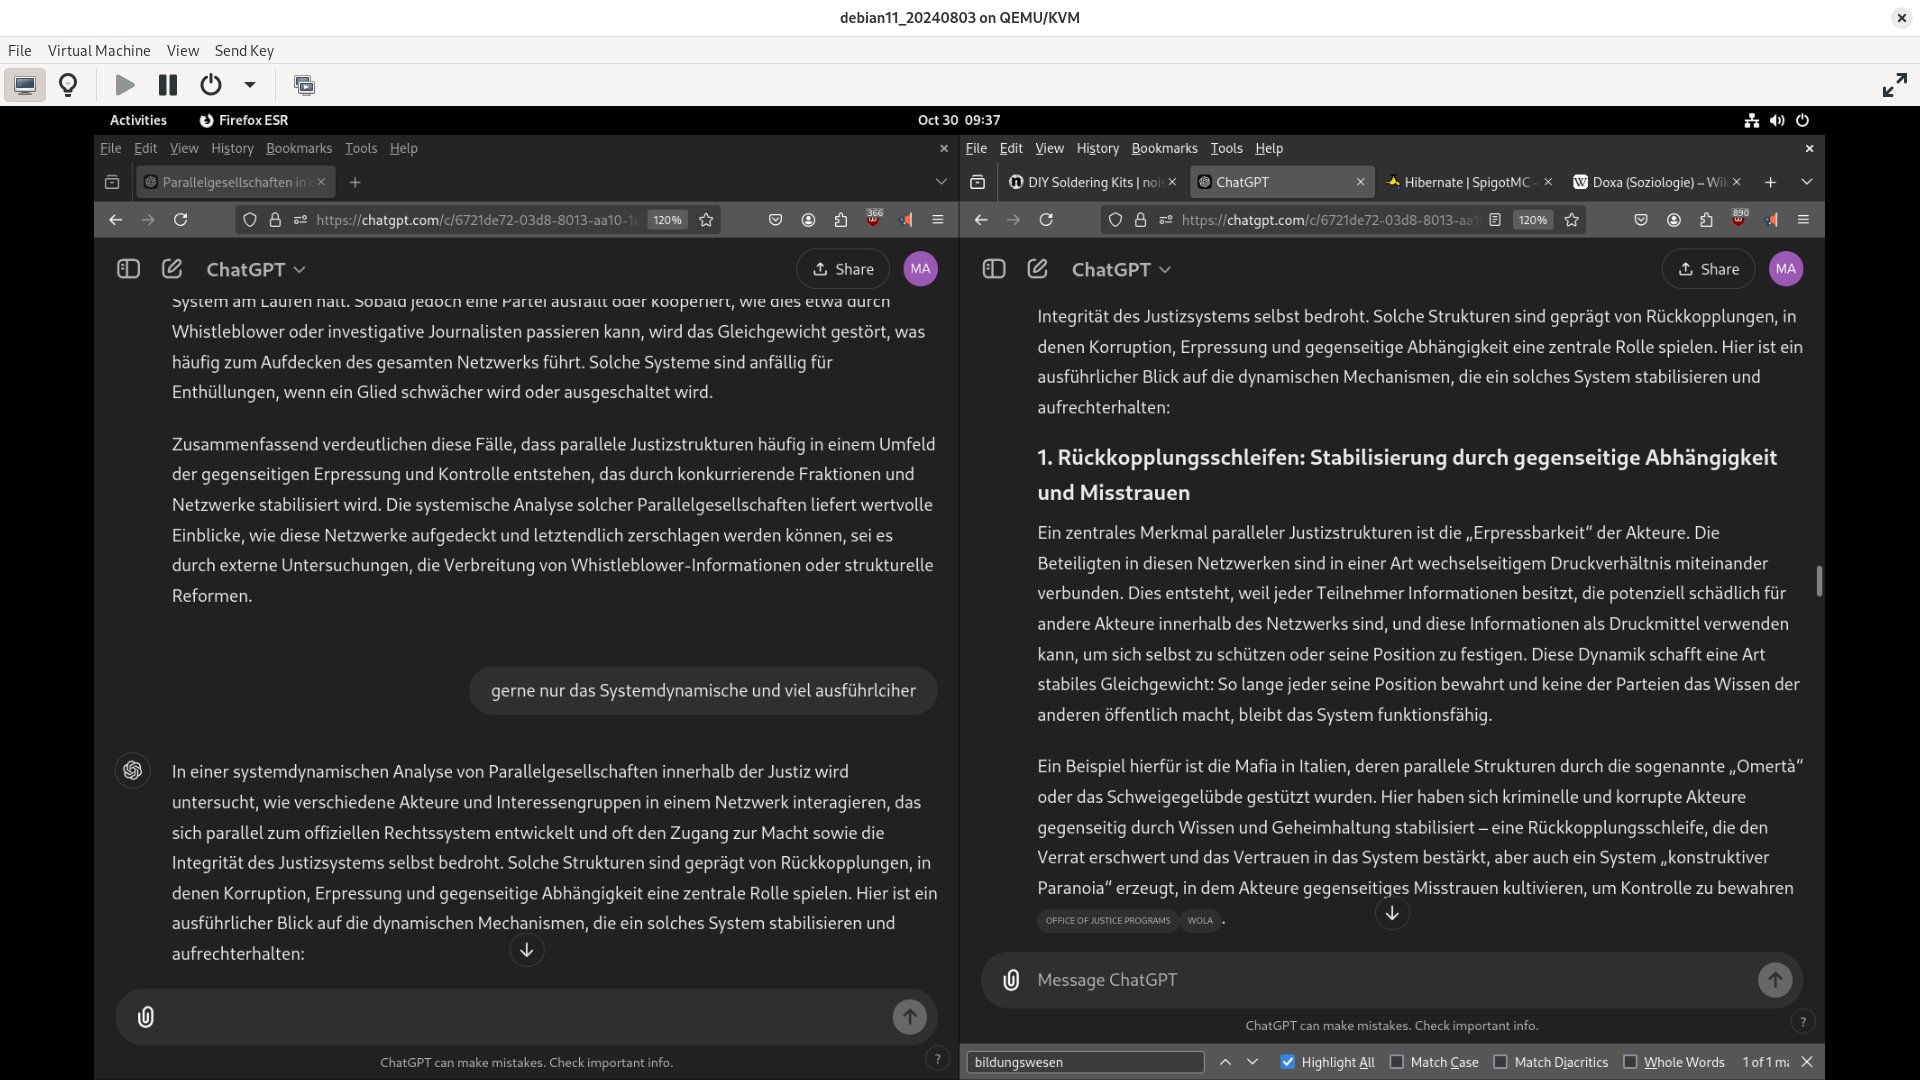 debian11_20240803 on QEMU/KVM
File Virtual Machine View Send Key
Activities Firefox ESR Oct 30 09:37
File Edit View History Bookmarks Tools Help
Parallelgesellschaften in
https://chatgpt.com/c/6721de72-03d8-8013-aa10-1 120% 366
ChatGPT Share MA
System am Laufen hält. Sobald jedoch eine Partei ausfällt oder kooperiert, wie dies etwa durch
Whistleblower oder investigative Journalisten passieren kann, wird das Gleichgewicht gestört, was
häufig zum Aufdecken des gesamten Netzwerks führt. Solche Systeme sind anfällig für
Enthüllungen, wenn ein Glied schwächer wird oder ausgeschaltet wird.
Zusammenfassend verdeutlichen diese Fälle, dass parallele Justizstrukturen häufig in einem Umfeld
der gegenseitigen Erpressung und Kontrolle entstehen, das durch konkurrierende Fraktionen und
Netzwerke stabilisiert wird. Die systemische Analyse solcher Parallelgesellschaften liefert wertvolle
Einblicke, wie diese Netzwerke aufgedeckt und letztendlich zerschlagen werden können, sei es
durch externe Untersuchungen, die Verbreitung von Whistleblower-Informationen oder strukturelle
Reformen.
gerne nur das Systemdynamische und viel ausführlciher
In einer systemdynamischen Analyse von Parallelgesellschaften innerhalb der Justiz wird
untersucht, wie verschiedene Akteure und Interessengruppen in einem Netzwerk interagieren, das
sich parallel zum offiziellen Rechtssystem entwickelt und oft den Zugang zur Macht sowie die
Integrität des Justizsystems selbst bedroht. Solche Strukturen sind geprägt von Rückkopplungen, in
denen Korruption, Erpressung und gegenseitige Abhängigkeit eine zentrale Rolle spielen. Hier ist ein
ausführlicher Blick auf die dynamischen Mechanismen, die ein solches System stabilisieren und
aufrechterhalten:
ChatGPT can make mistakes. Check important info.
?
File Edit View History Bookmarks Tools Help
DIY Soldering Kits | nois ChatGPT Hibernate | SpigotMC - Doxa (Soziologie) – Wik
https://chatgpt.com/c/6721de72-03d8-8013-aa1 120% 890
ChatGPT Share MA
Integrität des Justizsystems selbst bedroht. Solche Strukturen sind geprägt von Rückkopplungen, in
denen Korruption, Erpressung und gegenseitige Abhängigkeit eine zentrale Rolle spielen. Hier ist ein
ausführlicher Blick auf die dynamischen Mechanismen, die ein solches System stabilisieren und
aufrechterhalten:
1. Rückkopplungsschleifen: Stabilisierung durch gegenseitige Abhängigkeit
und Misstrauen
Ein zentrales Merkmal paralleler Justizstrukturen ist die „Erpressbarkeit“ der Akteure. Die
Beteiligten in diesen Netzwerken sind in einer Art wechselseitigem Druckverhältnis miteinander
verbunden. Dies entsteht, weil jeder Teilnehmer Informationen besitzt, die potenziell schädlich für
andere Akteure innerhalb des Netzwerks sind, und diese Informationen als Druckmittel verwenden
kann, um sich selbst zu schützen oder seine Position zu festigen. Diese Dynamik schafft eine Art
stabiles Gleichgewicht: So lange jeder seine Position bewahrt und keine der Parteien das Wissen der
anderen öffentlich macht, bleibt das System funktionsfähig.
Ein Beispiel hierfür ist die Mafia in Italien, deren parallele Strukturen durch die sogenannte „Omertà“
oder das Schweigegelübde gestützt wurden. Hier haben sich kriminelle und korrupte Akteure
gegenseitig durch Wissen und Geheimhaltung stabilisiert – eine Rückkopplungsschleife, die den
Verrat erschwert und das Vertrauen in das System bestärkt, aber auch ein System „konstruktiver
Paranoia“ erzeugt, in dem Akteure gegenseitiges Misstrauen kultivieren, um Kontrolle zu bewahren
OFFICE OF JUSTICE PROGRAMS WOLA .
Message ChatGPT
ChatGPT can make mistakes. Check important info.
?
bildungswesen Highlight All Match Case Match Diacritics Whole Words 1 of 1 ma